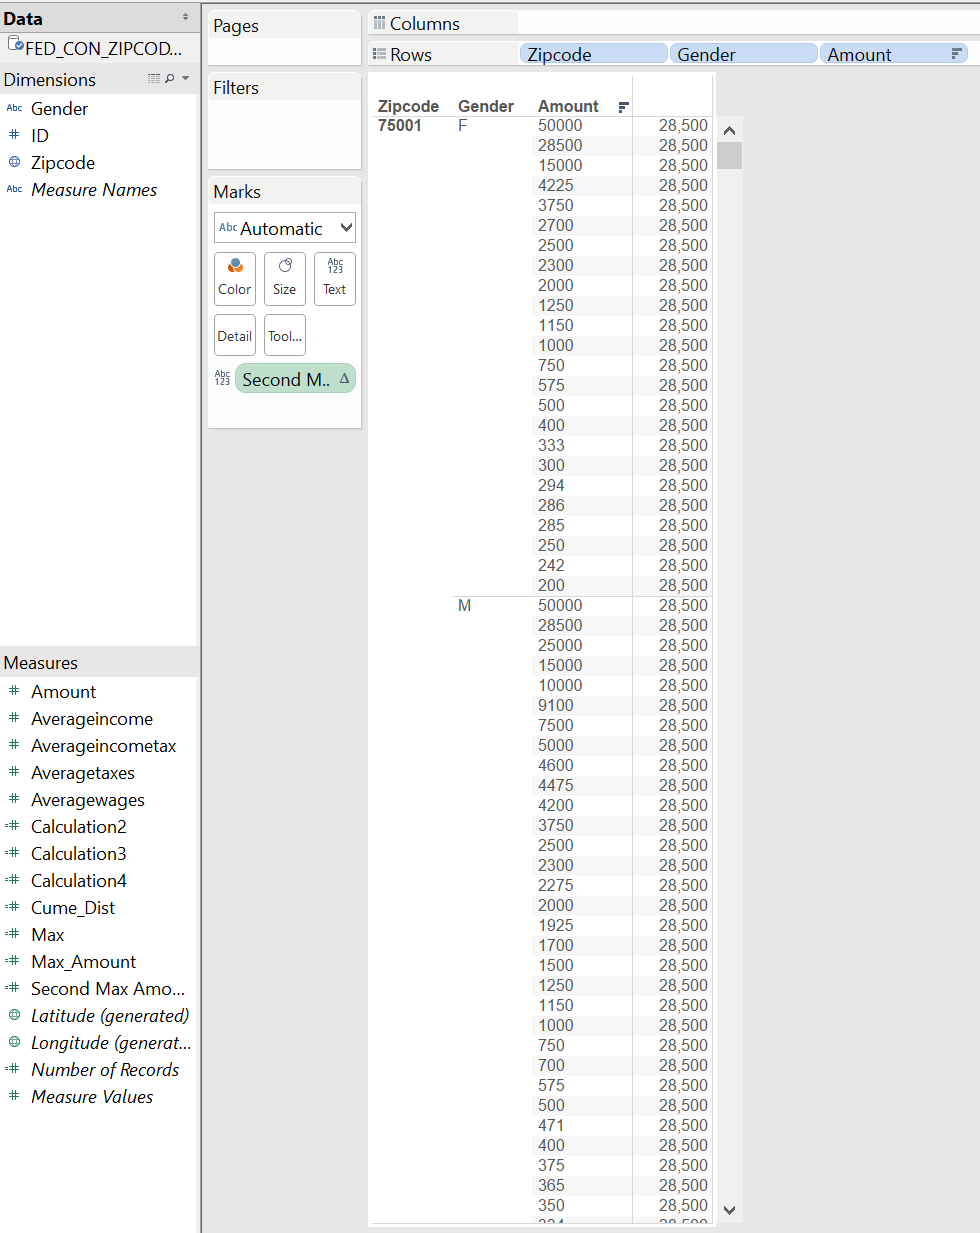 Data
FED_CON_ZIPCOD...
Dimensions
Abc Gender
# ID
Zipcode
Abc Measure Names
Measures
# Amount
# Averageincome
# Averageincometax
# Averagetaxes
# Averagewages
=# Calculation2
=# Calculation3
=# Calculation4
=# Cume_Dist
=# Max
=# Max_Amount
=# Second Max Amo...
Latitude (generated)
Longitude (generat...
=# Number of Records
# Measure Values
Pages
Filters
Marks
Abc Automatic
Color Size Abc 123 Text
Detail Tool...
Abc 123 Second M.. Δ
Columns
Rows Zipcode Gender Amount
Zipcode Gender Amount
75001 F 50000 28,500
28500 28,500
15000 28,500
4225 28,500
3750 28,500
2700 28,500
2500 28,500
2300 28,500
2000 28,500
1250 28,500
1150 28,500
1000 28,500
750 28,500
575 28,500
500 28,500
400 28,500
333 28,500
300 28,500
294 28,500
286 28,500
285 28,500
250 28,500
242 28,500
200 28,500
M 50000 28,500
28500 28,500
25000 28,500
15000 28,500
10000 28,500
9100 28,500
7500 28,500
5000 28,500
4600 28,500
4475 28,500
4200 28,500
3750 28,500
2500 28,500
2300 28,500
2275 28,500
2000 28,500
1925 28,500
1700 28,500
1500 28,500
1250 28,500
1150 28,500
1000 28,500
750 28,500
700 28,500
575 28,500
500 28,500
471 28,500
400 28,500
375 28,500
365 28,500
350 28,500